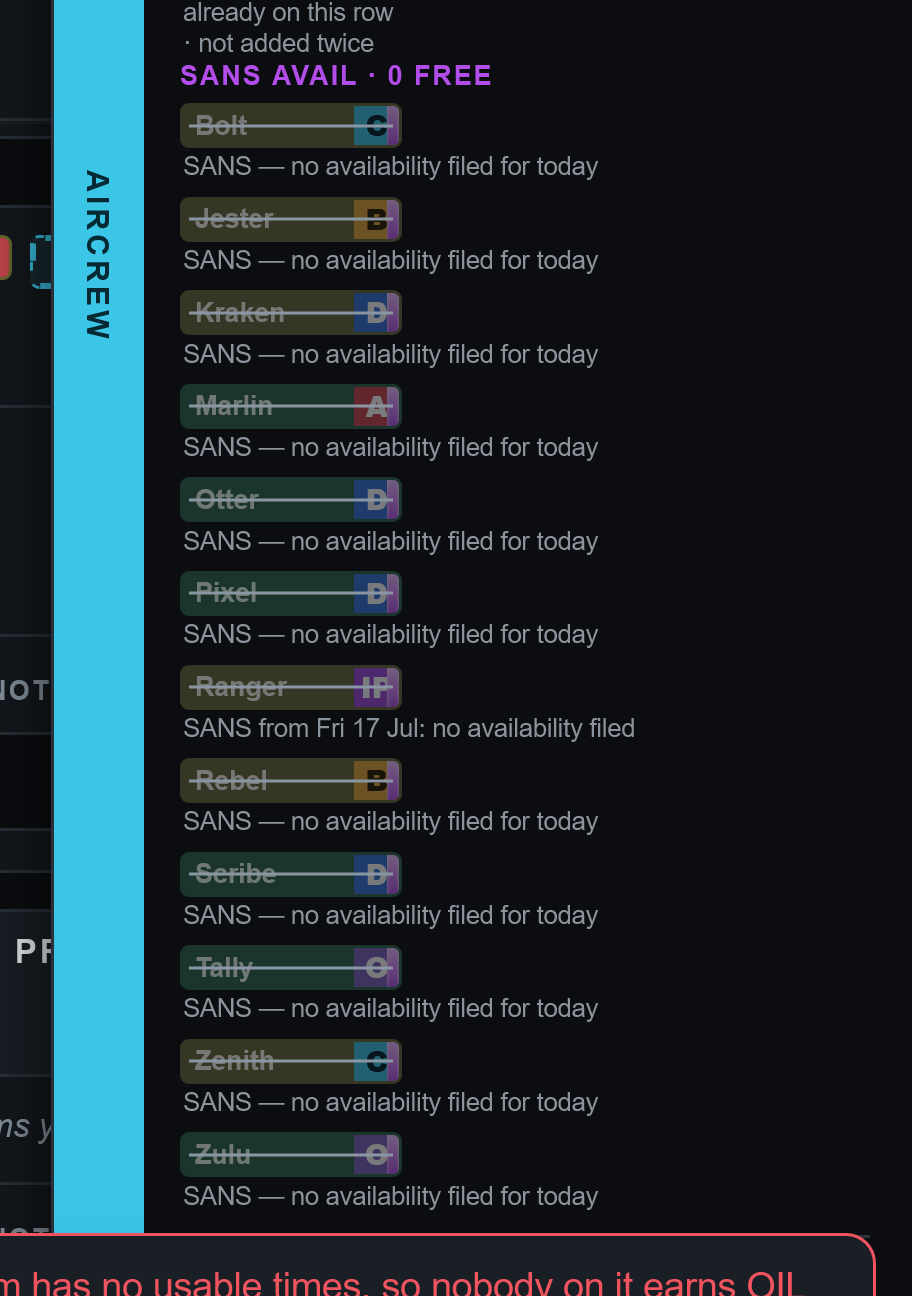 already on this row
· not added twice
SANS AVAIL · 0 FREE
AIRCREW
Bolt C
SANS — no availability filed for today
Jester B
SANS — no availability filed for today
Kraken D
SANS — no availability filed for today
Marlin A
SANS — no availability filed for today
Otter D
SANS — no availability filed for today
Pixel D
SANS — no availability filed for today
NOT
Ranger IP
SANS from Fri 17 Jul: no availability filed
Rebel B
SANS — no availability filed for today
Scribe D
SANS — no availability filed for today
PR
Tally O
SANS — no availability filed for today
Zenith C
SANS — no availability filed for today
ms y
Zulu O
SANS — no availability filed for today
NOT
m has no usable times, so nobody on it earns OIL